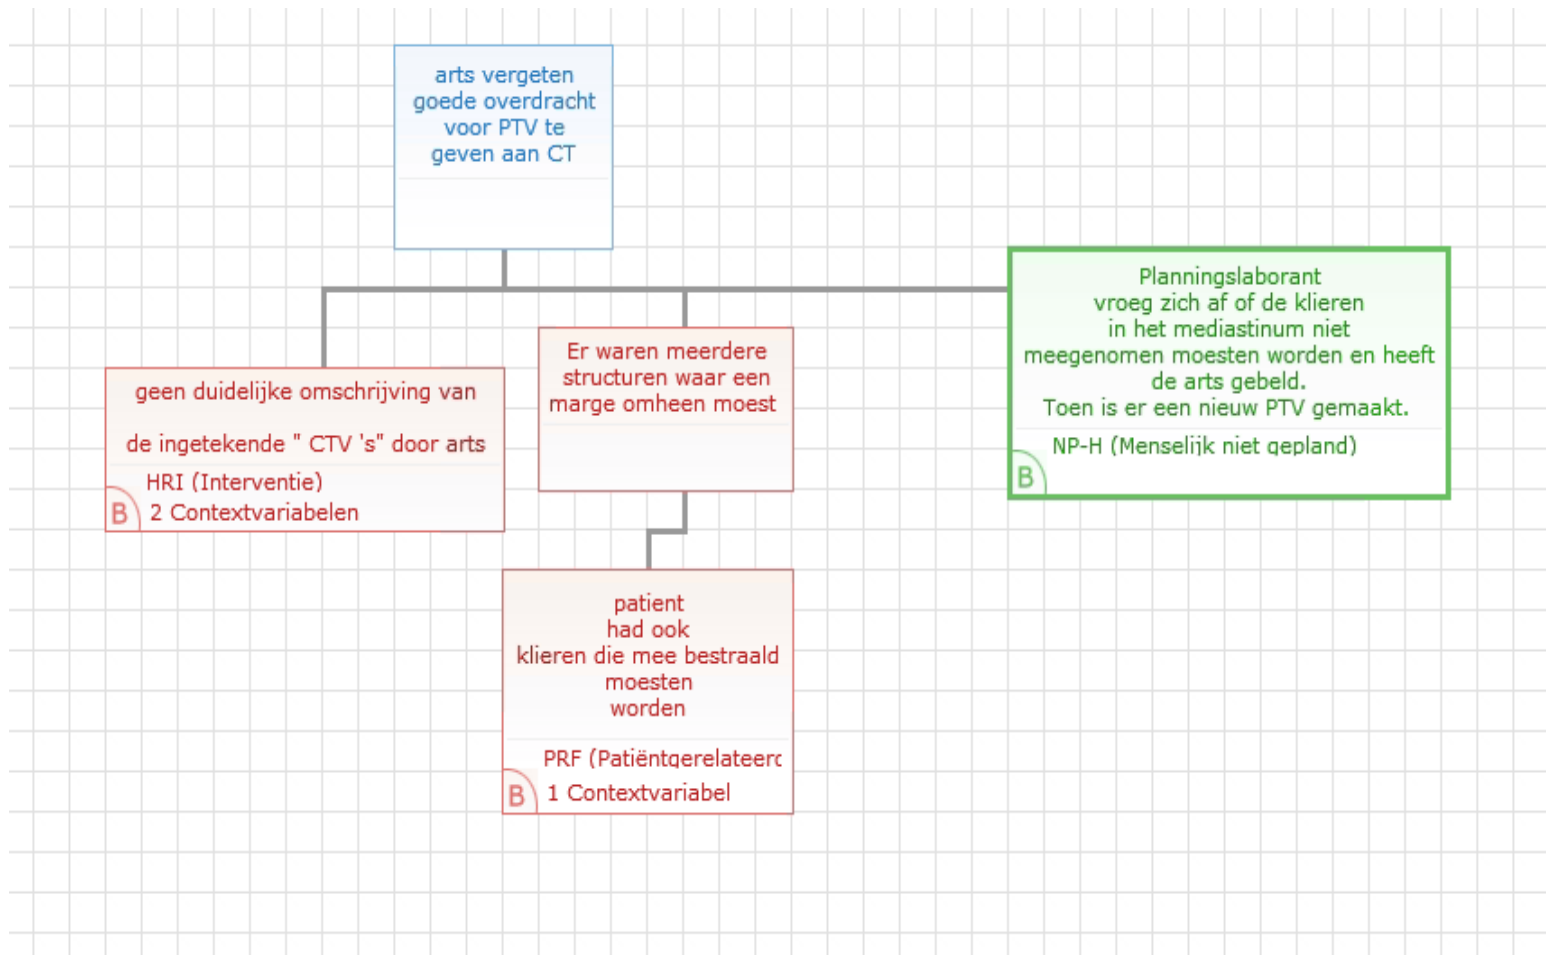 arts vergeten
goede overdracht
voor PTV te
geven aan CT
geen duidelijke omschrijving van
de ingetekende " CTV 's" door arts
HRI (Interventie)
B
2 Contextvariabelen
Er waren meerdere
structuren waar een
marge omheen moest
patient
had ook
klieren die mee bestraald
moesten
worden
PRF (Patiëntgerelateerd
B
1 Contextvariabel
Planningslaborant
vroeg zich af of de klieren
in het mediastinum niet
meegenomen moesten worden en heeft
de arts gebeld.
Toen is er een nieuw PTV gemaakt.
NP-H (Menselijk niet gepland)
B